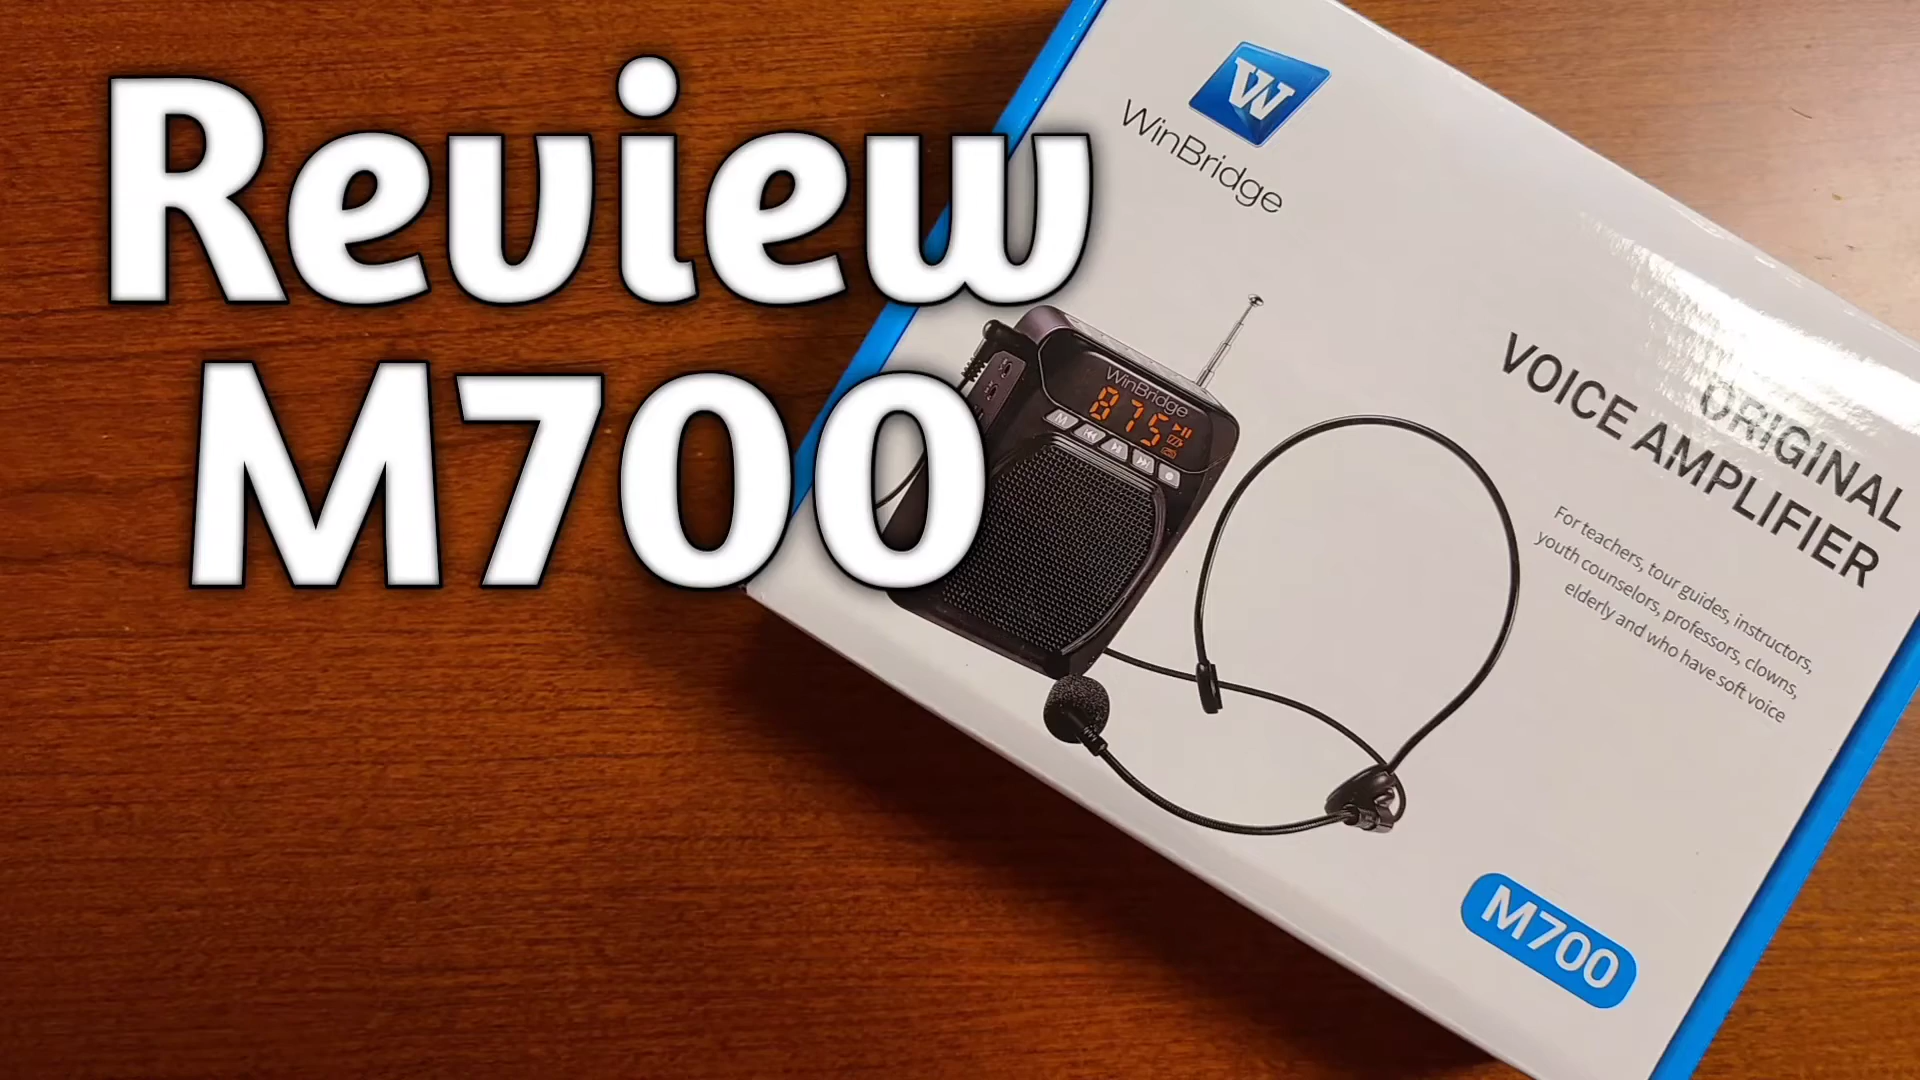 Review
M700
W
WinBridge
WinBridge
875
M
ORIGINAL
VOICE AMPLIFIER
For teachers, tour guides, instructors,
youth counselors, professors, clowns,
elderly and who have soft voice
M700